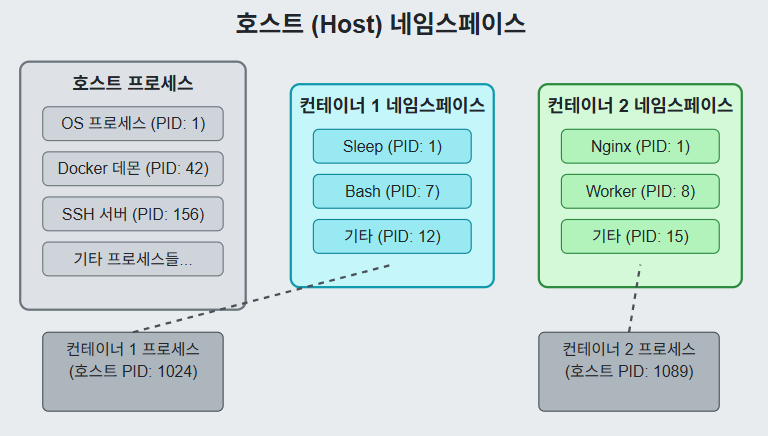 호스트 (Host) 네임스페이스
호스트 프로세스
OS 프로세스 (PID: 1)
Docker 데몬 (PID: 42)
SSH 서버 (PID: 156)
기타 프로세스들...
컨테이너 1 네임스페이스
Sleep (PID: 1)
Bash (PID: 7)
기타 (PID: 12)
컨테이너 2 네임스페이스
Nginx (PID: 1)
Worker (PID: 8)
기타 (PID: 15)
컨테이너 1 프로세스
(호스트 PID: 1024)
컨테이너 2 프로세스
(호스트 PID: 1089)